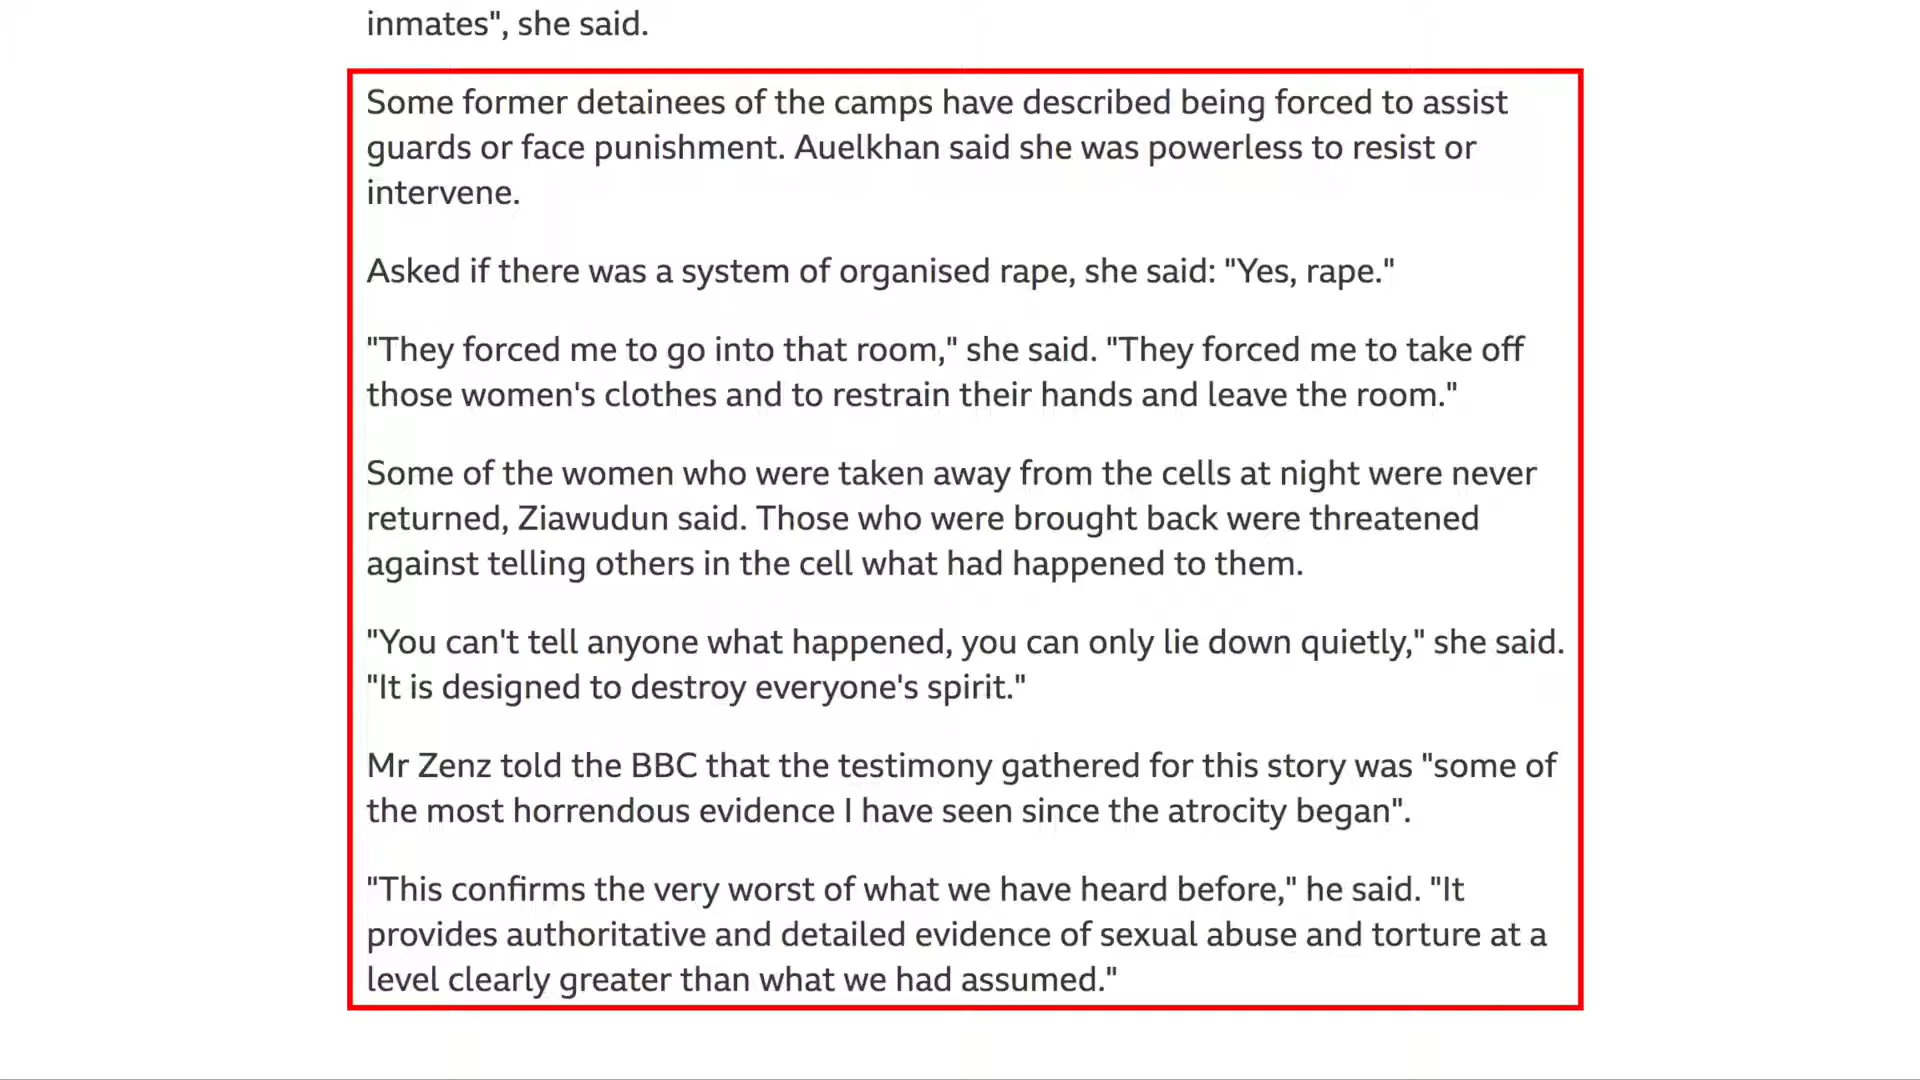 inmates", she said.
Some former detainees of the camps have described being forced to assist
guards or face punishment. Auelkhan said she was powerless to resist or
intervene.
Asked if there was a system of organised rape, she said: "Yes, rape."
"They forced me to go into that room," she said. "They forced me to take off
those women's clothes and to restrain their hands and leave the room."
Some of the women who were taken away from the cells at night were never
returned, Ziawudun said. Those who were brought back were threatened
against telling others in the cell what had happened to them.
"You can't tell anyone what happened, you can only lie down quietly," she said.
"It is designed to destroy everyone's spirit."
Mr Zenz told the BBC that the testimony gathered for this story was "some of
the most horrendous evidence I have seen since the atrocity began".
"This confirms the very worst of what we have heard before," he said. "It
provides authoritative and detailed evidence of sexual abuse and torture at a
level clearly greater than what we had assumed."